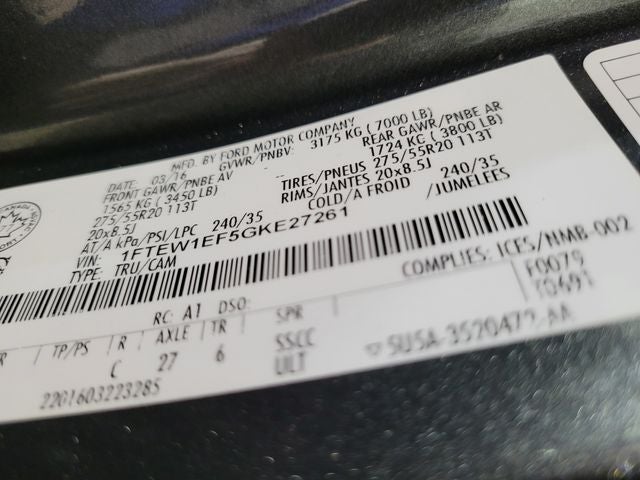 MFD. BY FORD MOTOR COMPANY
DATE: 03/16 GVWR/PNBV: 3175 KG ( 7000 LB)
FRONT GAWR/PNBE AV REAR GAWR/PNBE AR
1565 KG ( 3450 LB) 1724 KG ( 3800 LB)
275/55R20 113T TIRES/PNEUS 275/55R20 113T
20x8.5J RIMS/JANTES 20x8.5J
AT/A kPa/PSI/LPC 240/35 COLD/A FROID 240/35
VIN: 1FTEW1EF5GKE27261 /JUMELEES
TYPE: TRU/CAM
COMPLIES: ICES/NMB-002
F0079
T0691
RC: A1 DSO:
TP/PS R AXLE TR SPR
C 27 6 SSCC
ULT
5U5A-3520472-AA
2201603223285